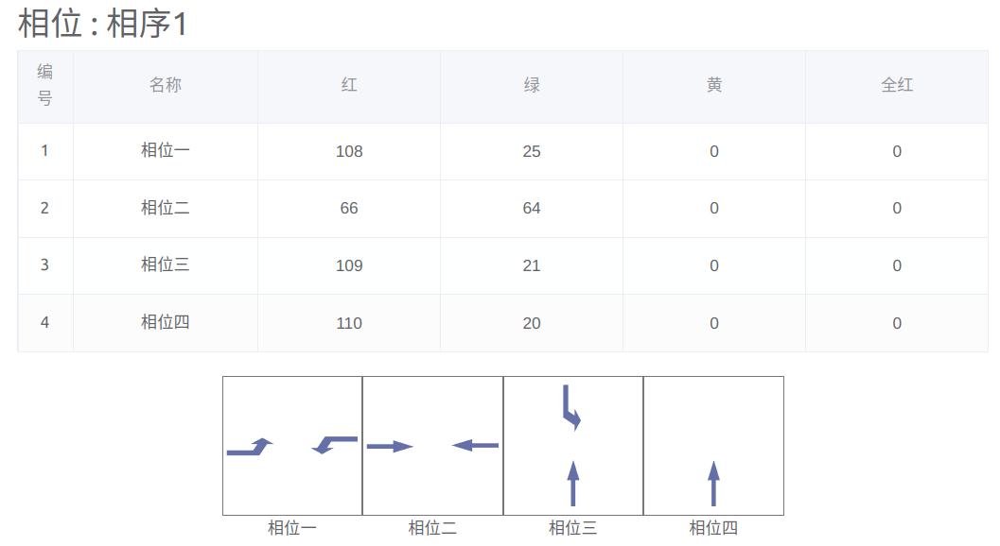 相位 : 相序1
编号 名称 红 绿 黄 全红
1 相位一 108 25 0 0
2 相位二 66 64 0 0
3 相位三 109 21 0 0
4 相位四 110 20 0 0
相位一 相位二 相位三 相位四